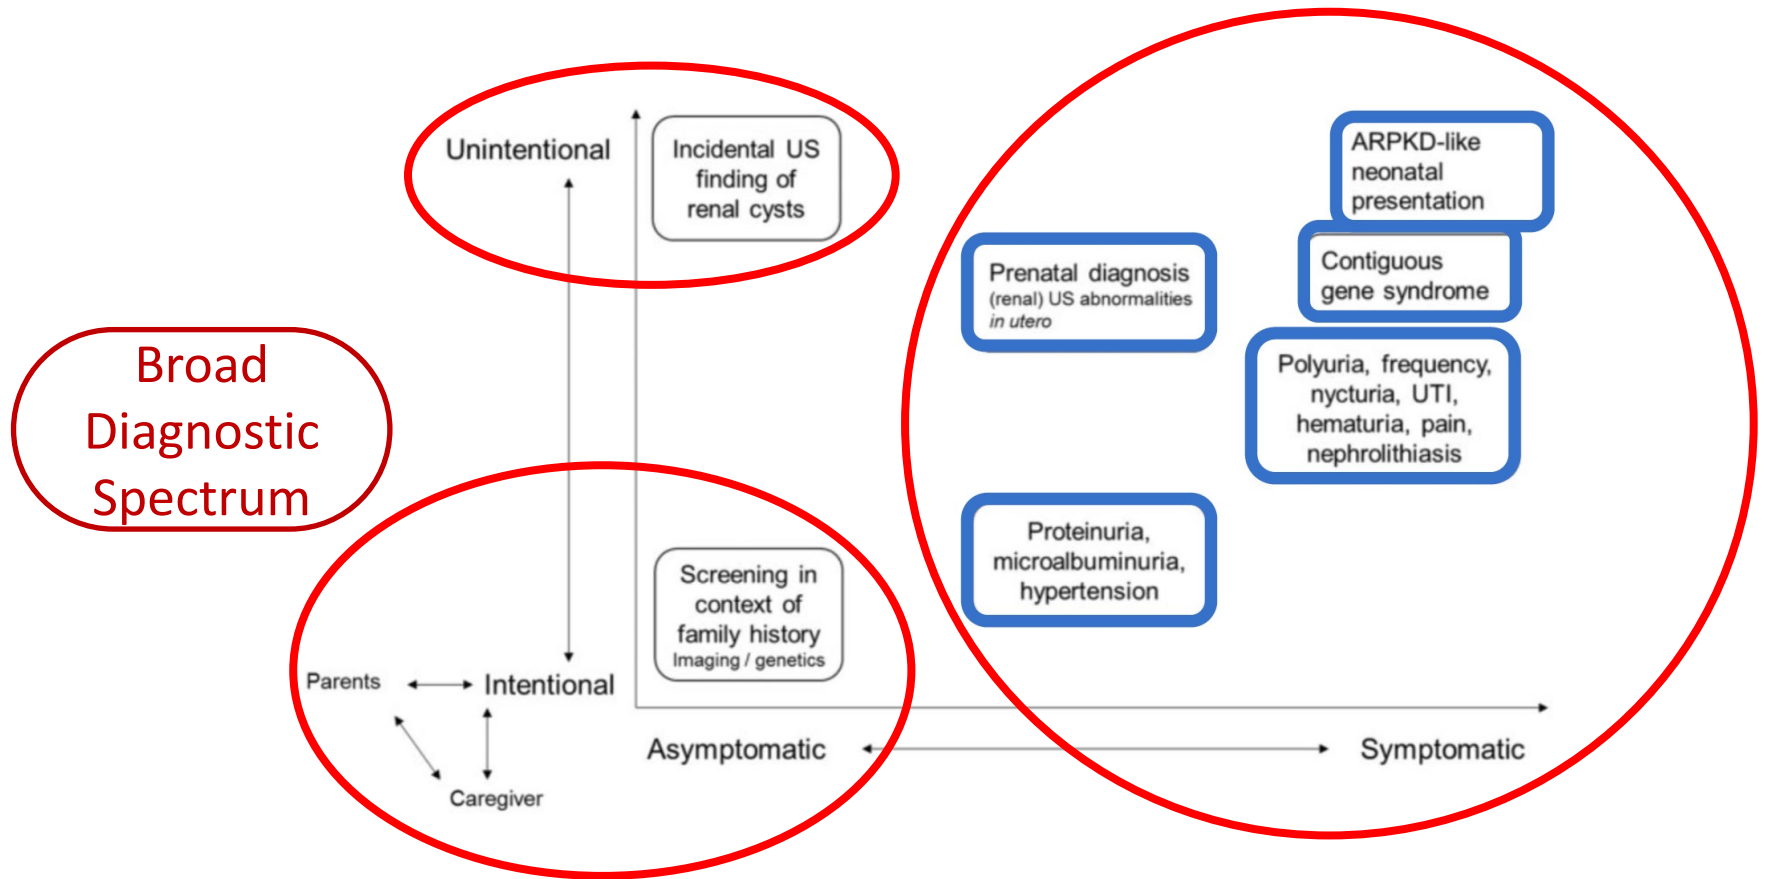 Broad
Diagnostic
Spectrum
Unintentional
Incidental US
finding of
renal cysts
ARPKD-like
neonatal
presentation
Contiguous
gene syndrome
Prenatal diagnosis
(renal) US abnormalities
in utero
Polyuria, frequency,
nycturia, UTI,
hematuria, pain,
nephrolithiasis
Proteinuria,
microalbuminuria,
hypertension
Screening in
context of
family history
Imaging / genetics
Parents
Intentional
Caregiver
Asymptomatic
Symptomatic